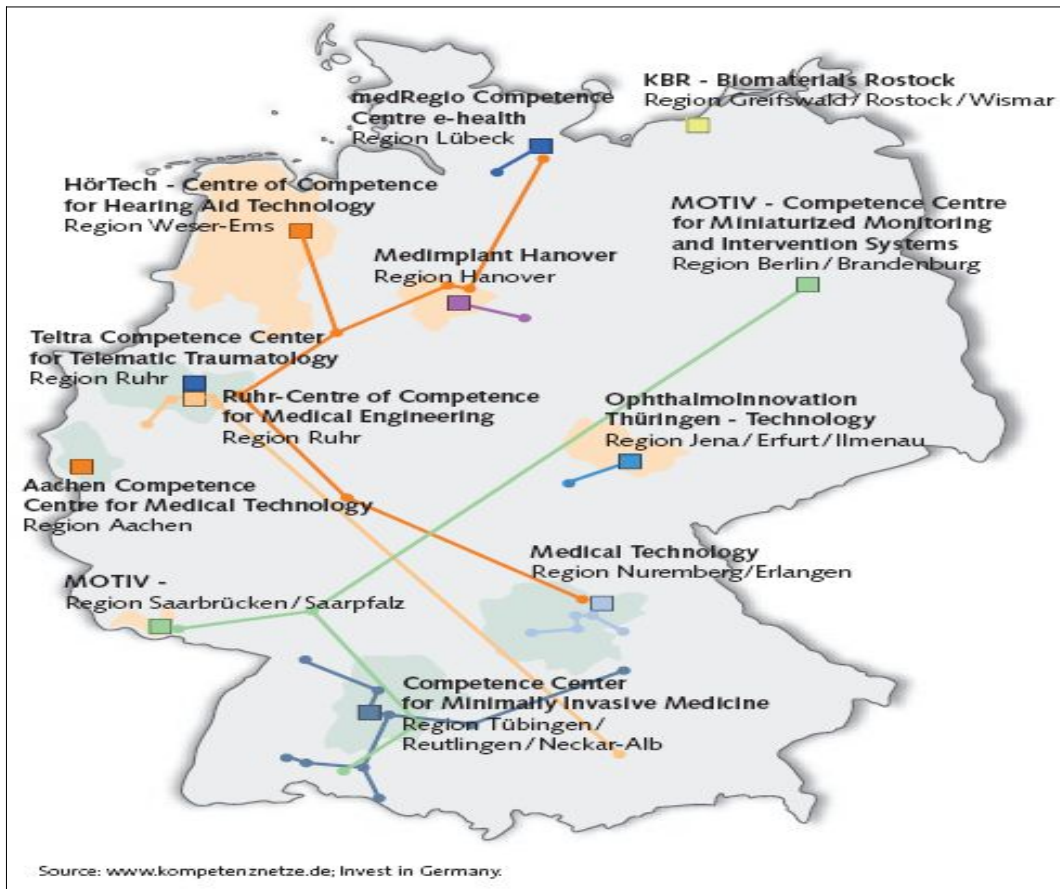 KBR - Biomaterials Rostock
Region Greifswald / Rostock / Wismar
medRegio Competence
Centre e-health
Region Lübeck
HörTech - Centre of Competence
for Hearing Aid Technology
Region Weser-Ems
MOTIV - Competence Centre
for Miniaturized Monitoring
and Intervention Systems
Region Berlin / Brandenburg
Medimplant Hanover
Region Hanover
Teltra Competence Center
for Telematic Traumatology
Region Ruhr
Ruhr-Centre of Competence
for Medical Engineering
Region Ruhr
OphthalmoInnovation
Thüringen - Technology
Region Jena / Erfurt / Ilmenau
Aachen Competence
Centre for Medical Technology
Region Aachen
Medical Technology
Region Nuremberg/Erlangen
MOTIV -
Region Saarbrücken / Saarpfalz
Competence Center
for Minimally Invasive Medicine
Region Tübingen /
Reutlingen / Neckar-Alb
Source: www.kompetenznetze.de; Invest in Germany.